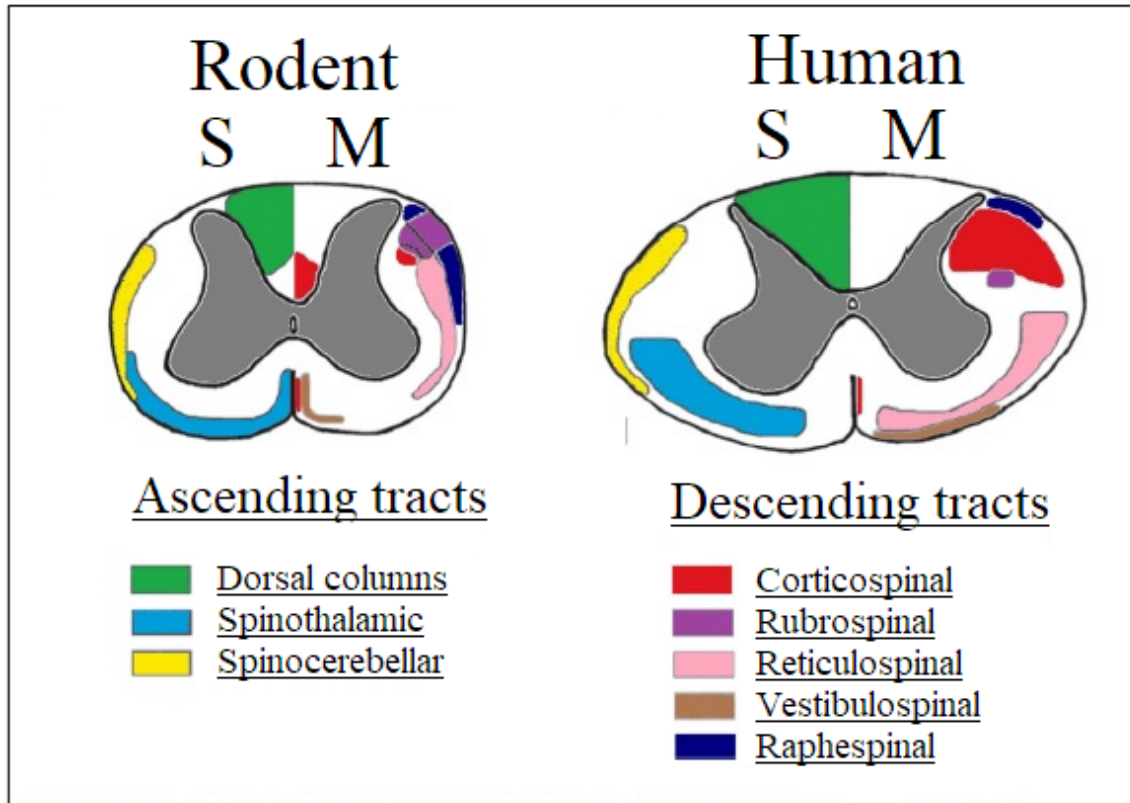 Rodent
S M
Human
S M
Ascending tracts
Dorsal columns
Spinothalamic
Spinocerebellar
Descending tracts
Corticospinal
Rubrospinal
Reticulospinal
Vestibulospinal
Raphespinal